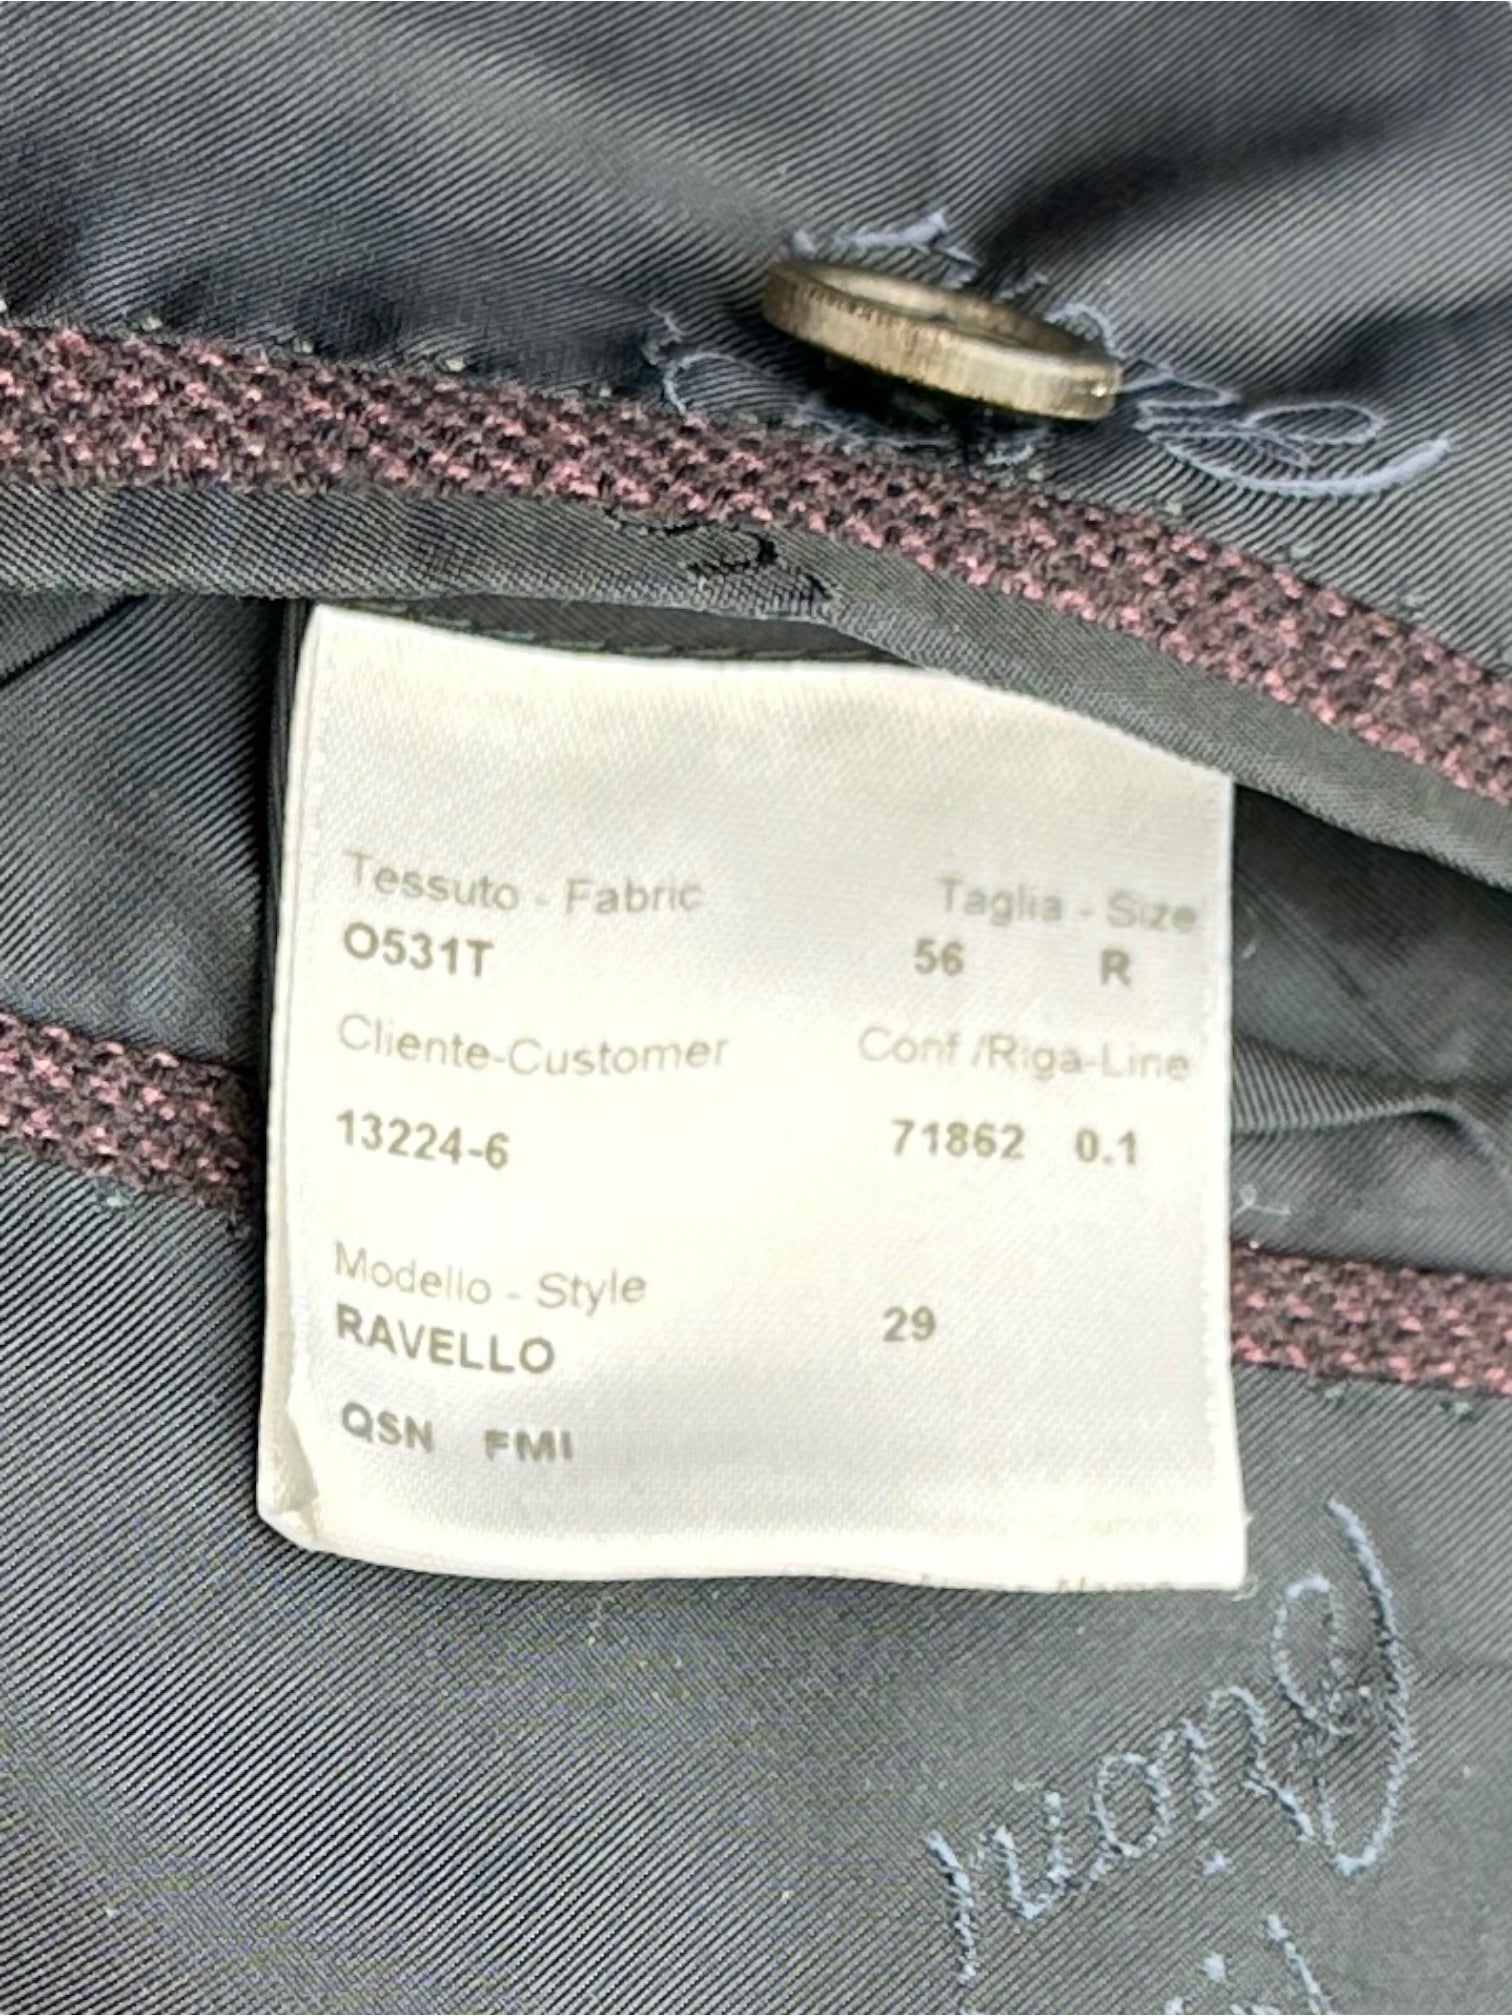 Tessuto - Fabric Taglia - Size
O531T 56 R
Cliente-Customer Conf /Riga-Line
13224-6 71862 0.1
Modello - Style
RAVELLO 29
QSN FMI